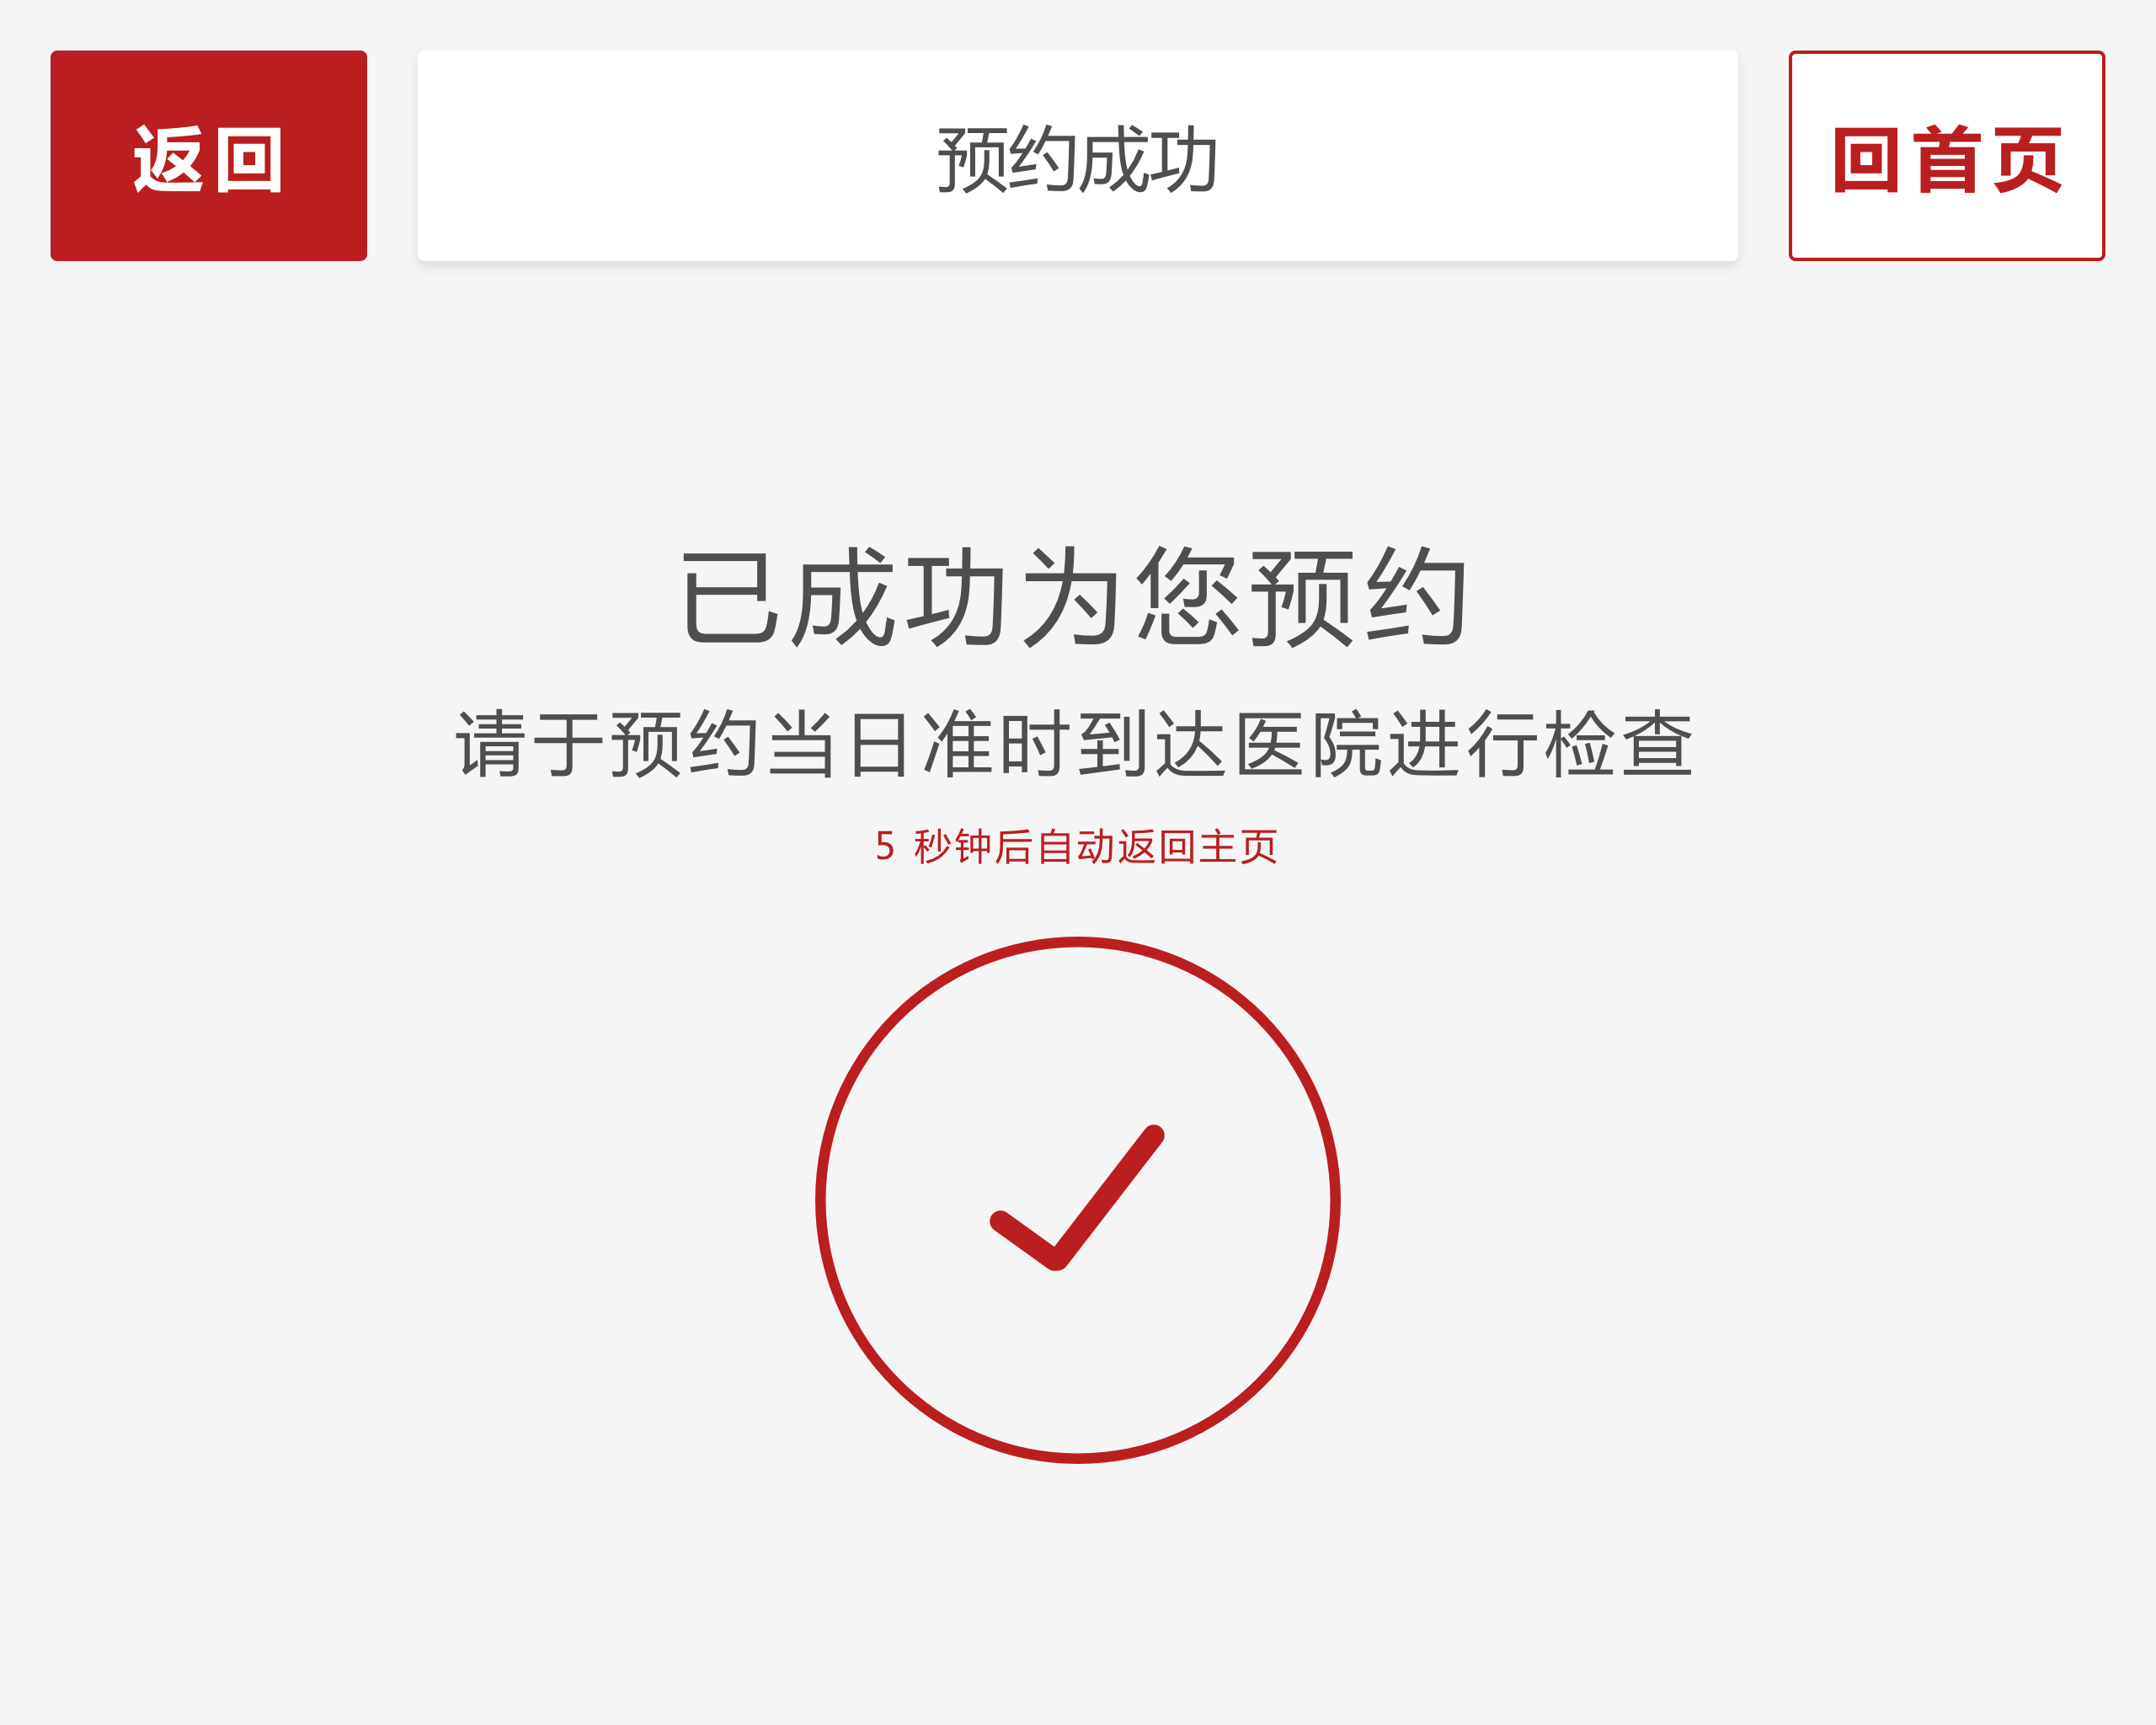 返回
预约成功
回首页
已成功为您预约
请于预约当日准时到达医院进行检查
5 秒钟后自动返回主页